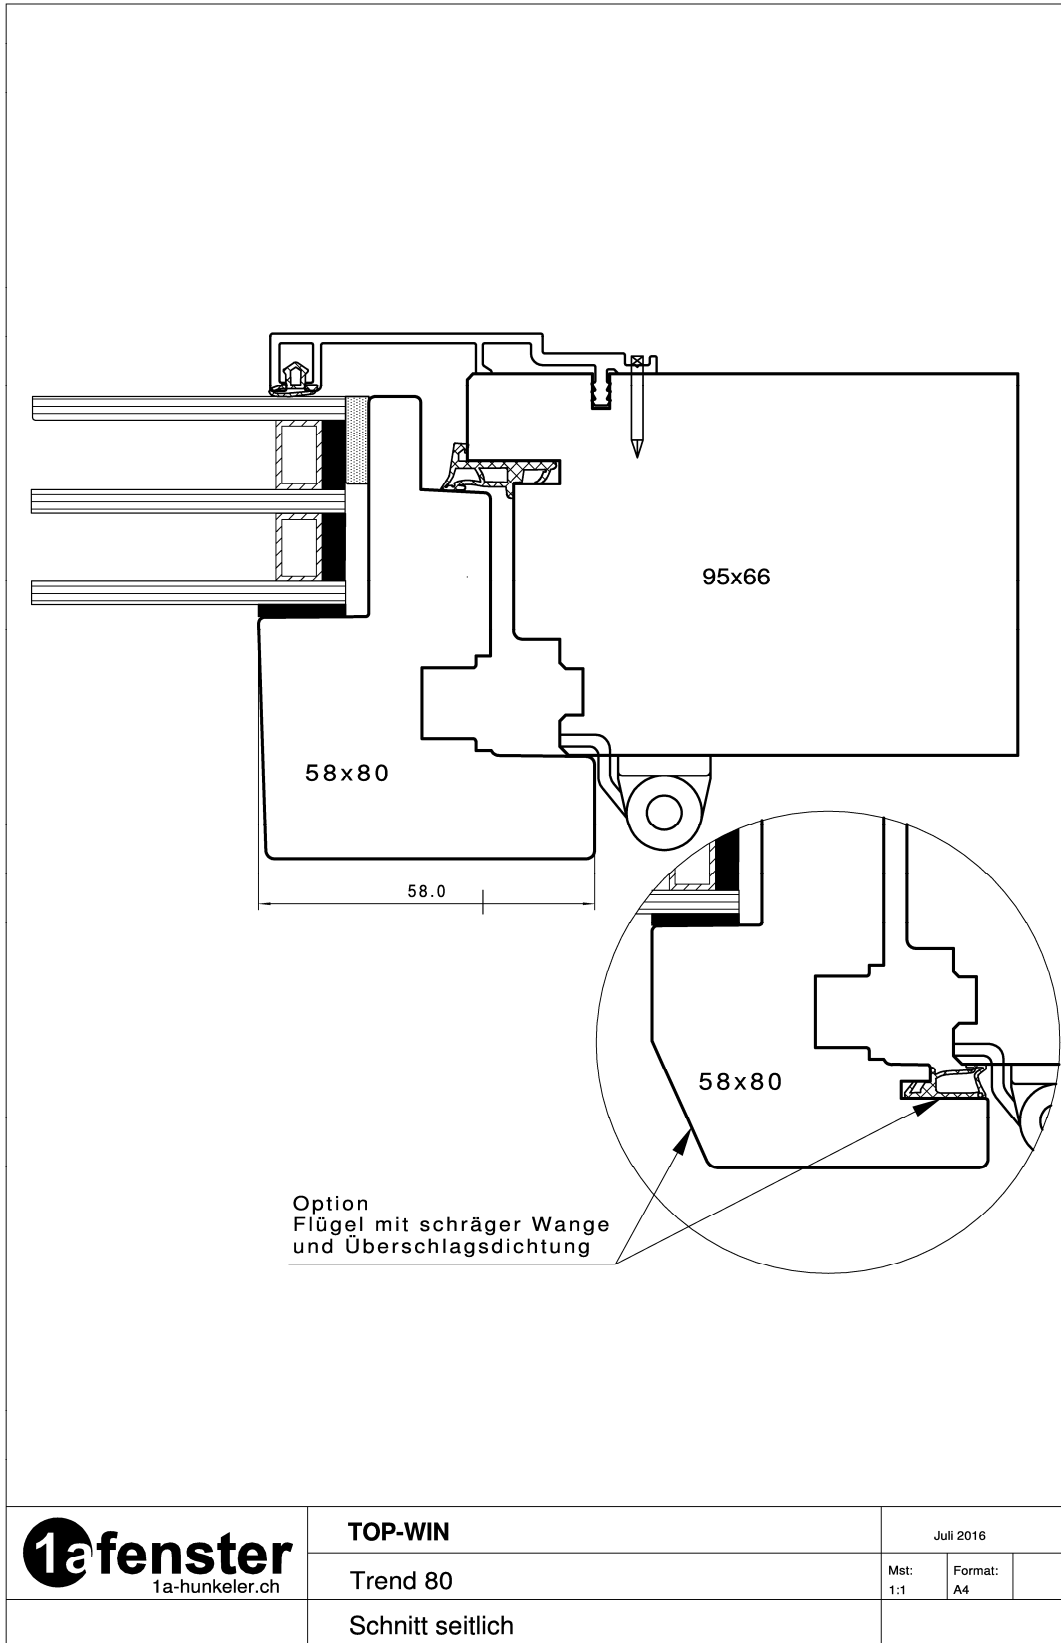 95x66
58x80
58.0
58x80
Option
Flügel mit schräger Wange
und Überschlagsdichtung
1afenster
1a-hunkeler.ch
TOP-WIN
Trend 80
Schnitt seitlich
Juli 2016
Mst:
1:1
Format:
A4